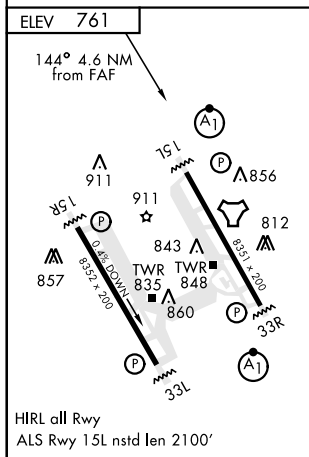 ELEV 761
144° 4.6 NM
from FAF
A1
15L
P
856
911
15R
P
911
812
843
8351 x 200
857
0.4% DOWN
8352 x 200
TWR
835
TWR
848
860
P
33R
P
A1
33L
HIRL all Rwy
ALS Rwy 15L nstd len 2100'